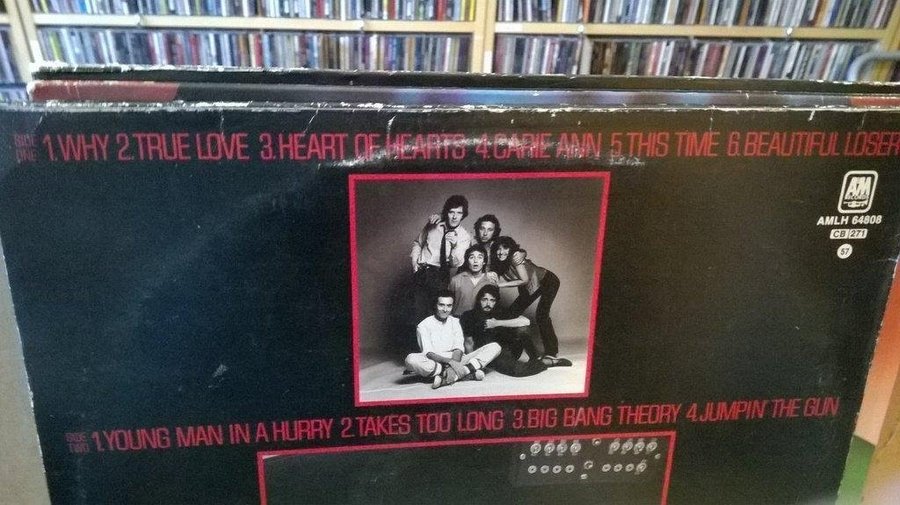 SIDE ONE 1.WHY 2.TRUE LOVE 3.HEART OF HEARTS 4.CARIE ANN 5.THIS TIME 6.BEAUTIFUL LOSER
A&M
RECORDS
AMLH 64808
CB 271
57
SIDE TWO 1.YOUNG MAN IN A HURRY 2.TAKES TOO LONG 3.BIG BANG THEORY 4.JUMPIN' THE GUN